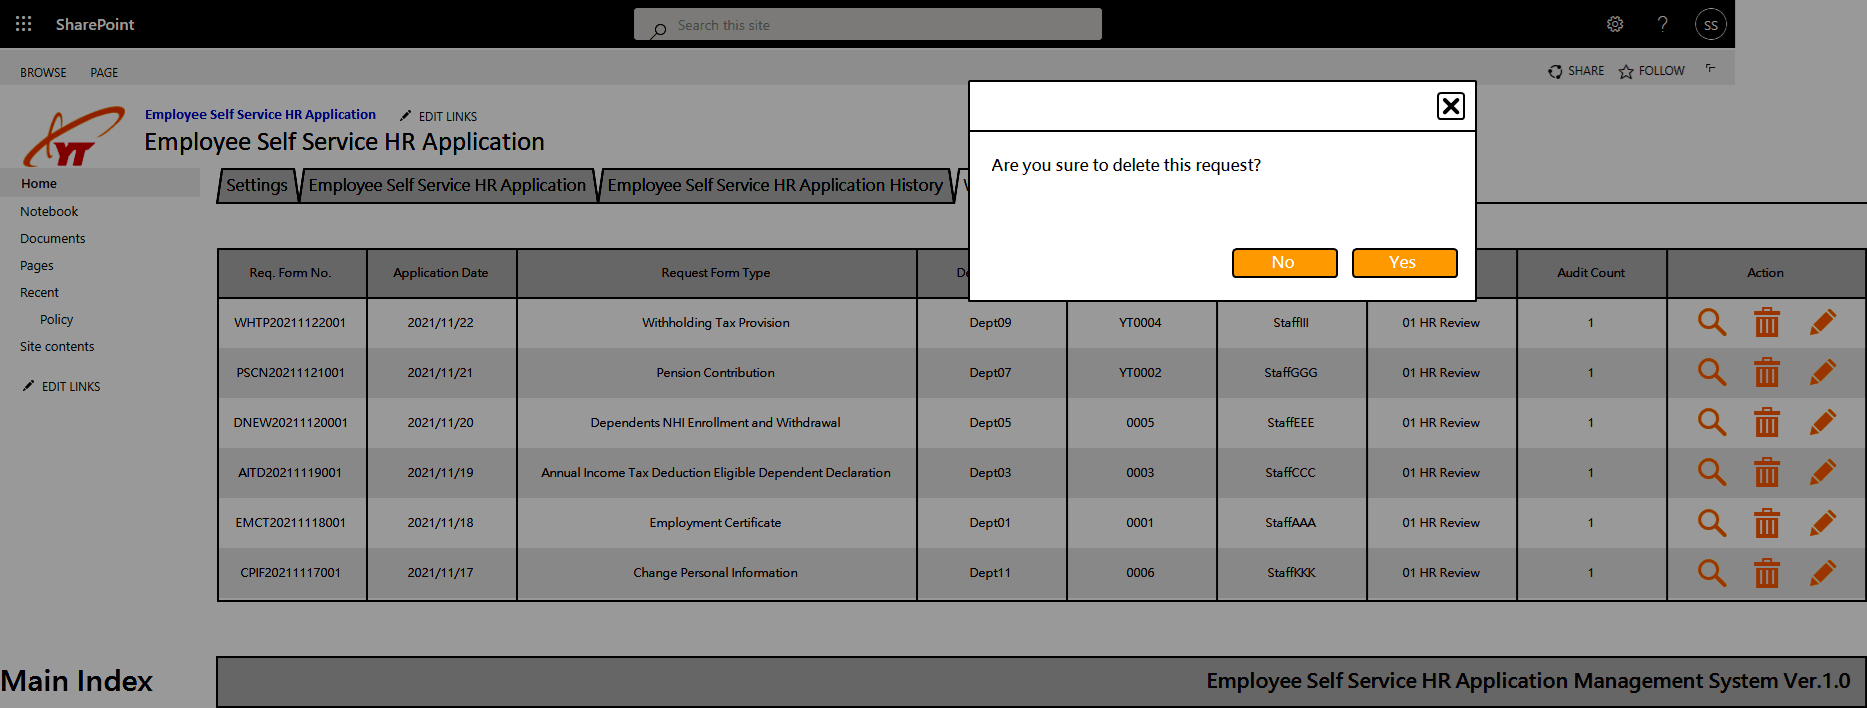 SharePoint
Search this site
?
SS
BROWSE PAGE
SHARE FOLLOW
YT
Employee Self Service HR Application
EDIT LINKS
Employee Self Service HR Application
Are you sure to delete this request?
No Yes
Home
Notebook
Documents
Pages
Recent
Policy
Site contents
EDIT LINKS
Settings Employee Self Service HR Application Employee Self Service HR Application History
Req. Form No. Application Date Request Form Type Audit Count Action
WHTP20211122001 2021/11/22 Withholding Tax Provision Dept09 YT0004 StaffIII 01 HR Review 1
PSCN20211121001 2021/11/21 Pension Contribution Dept07 YT0002 StaffGGG 01 HR Review 1
DNEW20211120001 2021/11/20 Dependents NHI Enrollment and Withdrawal Dept05 0005 StaffEEE 01 HR Review 1
AITD20211119001 2021/11/19 Annual Income Tax Deduction Eligible Dependent Declaration Dept03 0003 StaffCCC 01 HR Review 1
EMCT20211118001 2021/11/18 Employment Certificate Dept01 0001 StaffAAA 01 HR Review 1
CPIF20211117001 2021/11/17 Change Personal Information Dept11 0006 StaffKKK 01 HR Review 1
Main Index
Employee Self Service HR Application Management System Ver.1.0